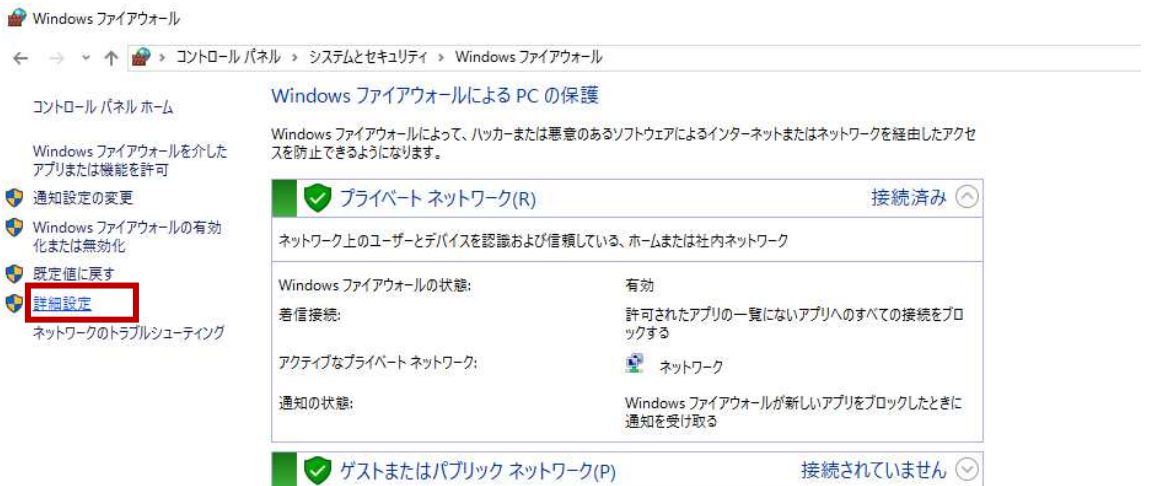 Windows ファイアウォール
コントロール パネル › システムとセキュリティ › Windows ファイアウォール
コントロール パネル ホーム
Windows ファイアウォールを介した
アプリまたは機能を許可
通知設定の変更
Windows ファイアウォールの有効
化または無効化
既定値に戻す
詳細設定
ネットワークのトラブルシューティング
Windows ファイアウォールによる PC の保護
Windows ファイアウォールによって、ハッカーまたは悪意のあるソフトウェアによるインターネットまたはネットワークを経由したアクセ
スを防止できるようになります。
プライベート ネットワーク(R) 接続済み
ネットワーク上のユーザーとデバイスを認識および信頼している、ホームまたは社内ネットワーク
Windows ファイアウォールの状態: 有効
着信接続: 許可されたアプリの一覧にないアプリへのすべての接続をブロ
ックする
アクティブなプライベート ネットワーク: ネットワーク
通知の状態: Windows ファイアウォールが新しいアプリをブロックしたときに
通知を受け取る
ゲストまたはパブリック ネットワーク(P) 接続されていません